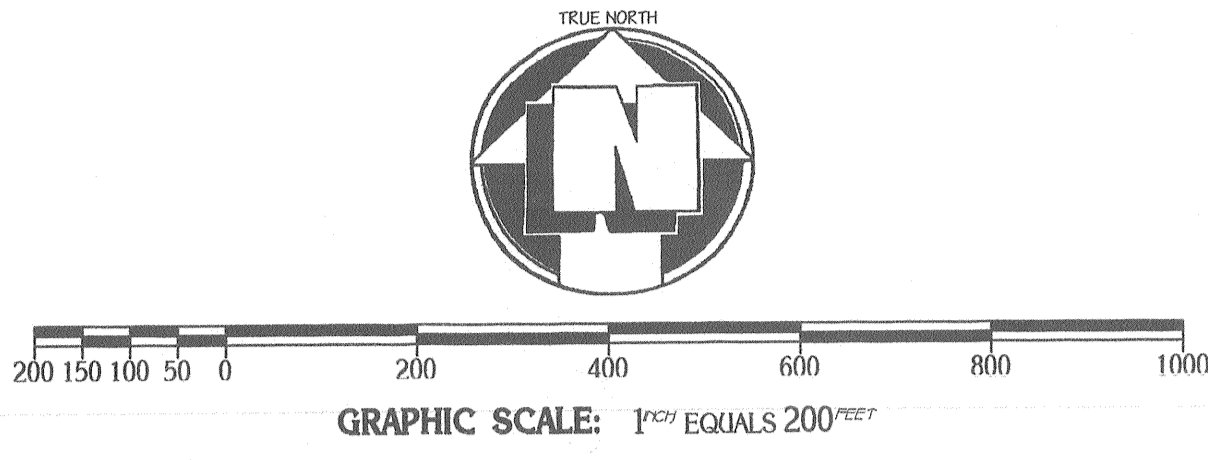 TRUE NORTH
N
200 150 100 50 0 200 400 600 800 1000
GRAPHIC SCALE: 1INCH EQUALS 200FEET